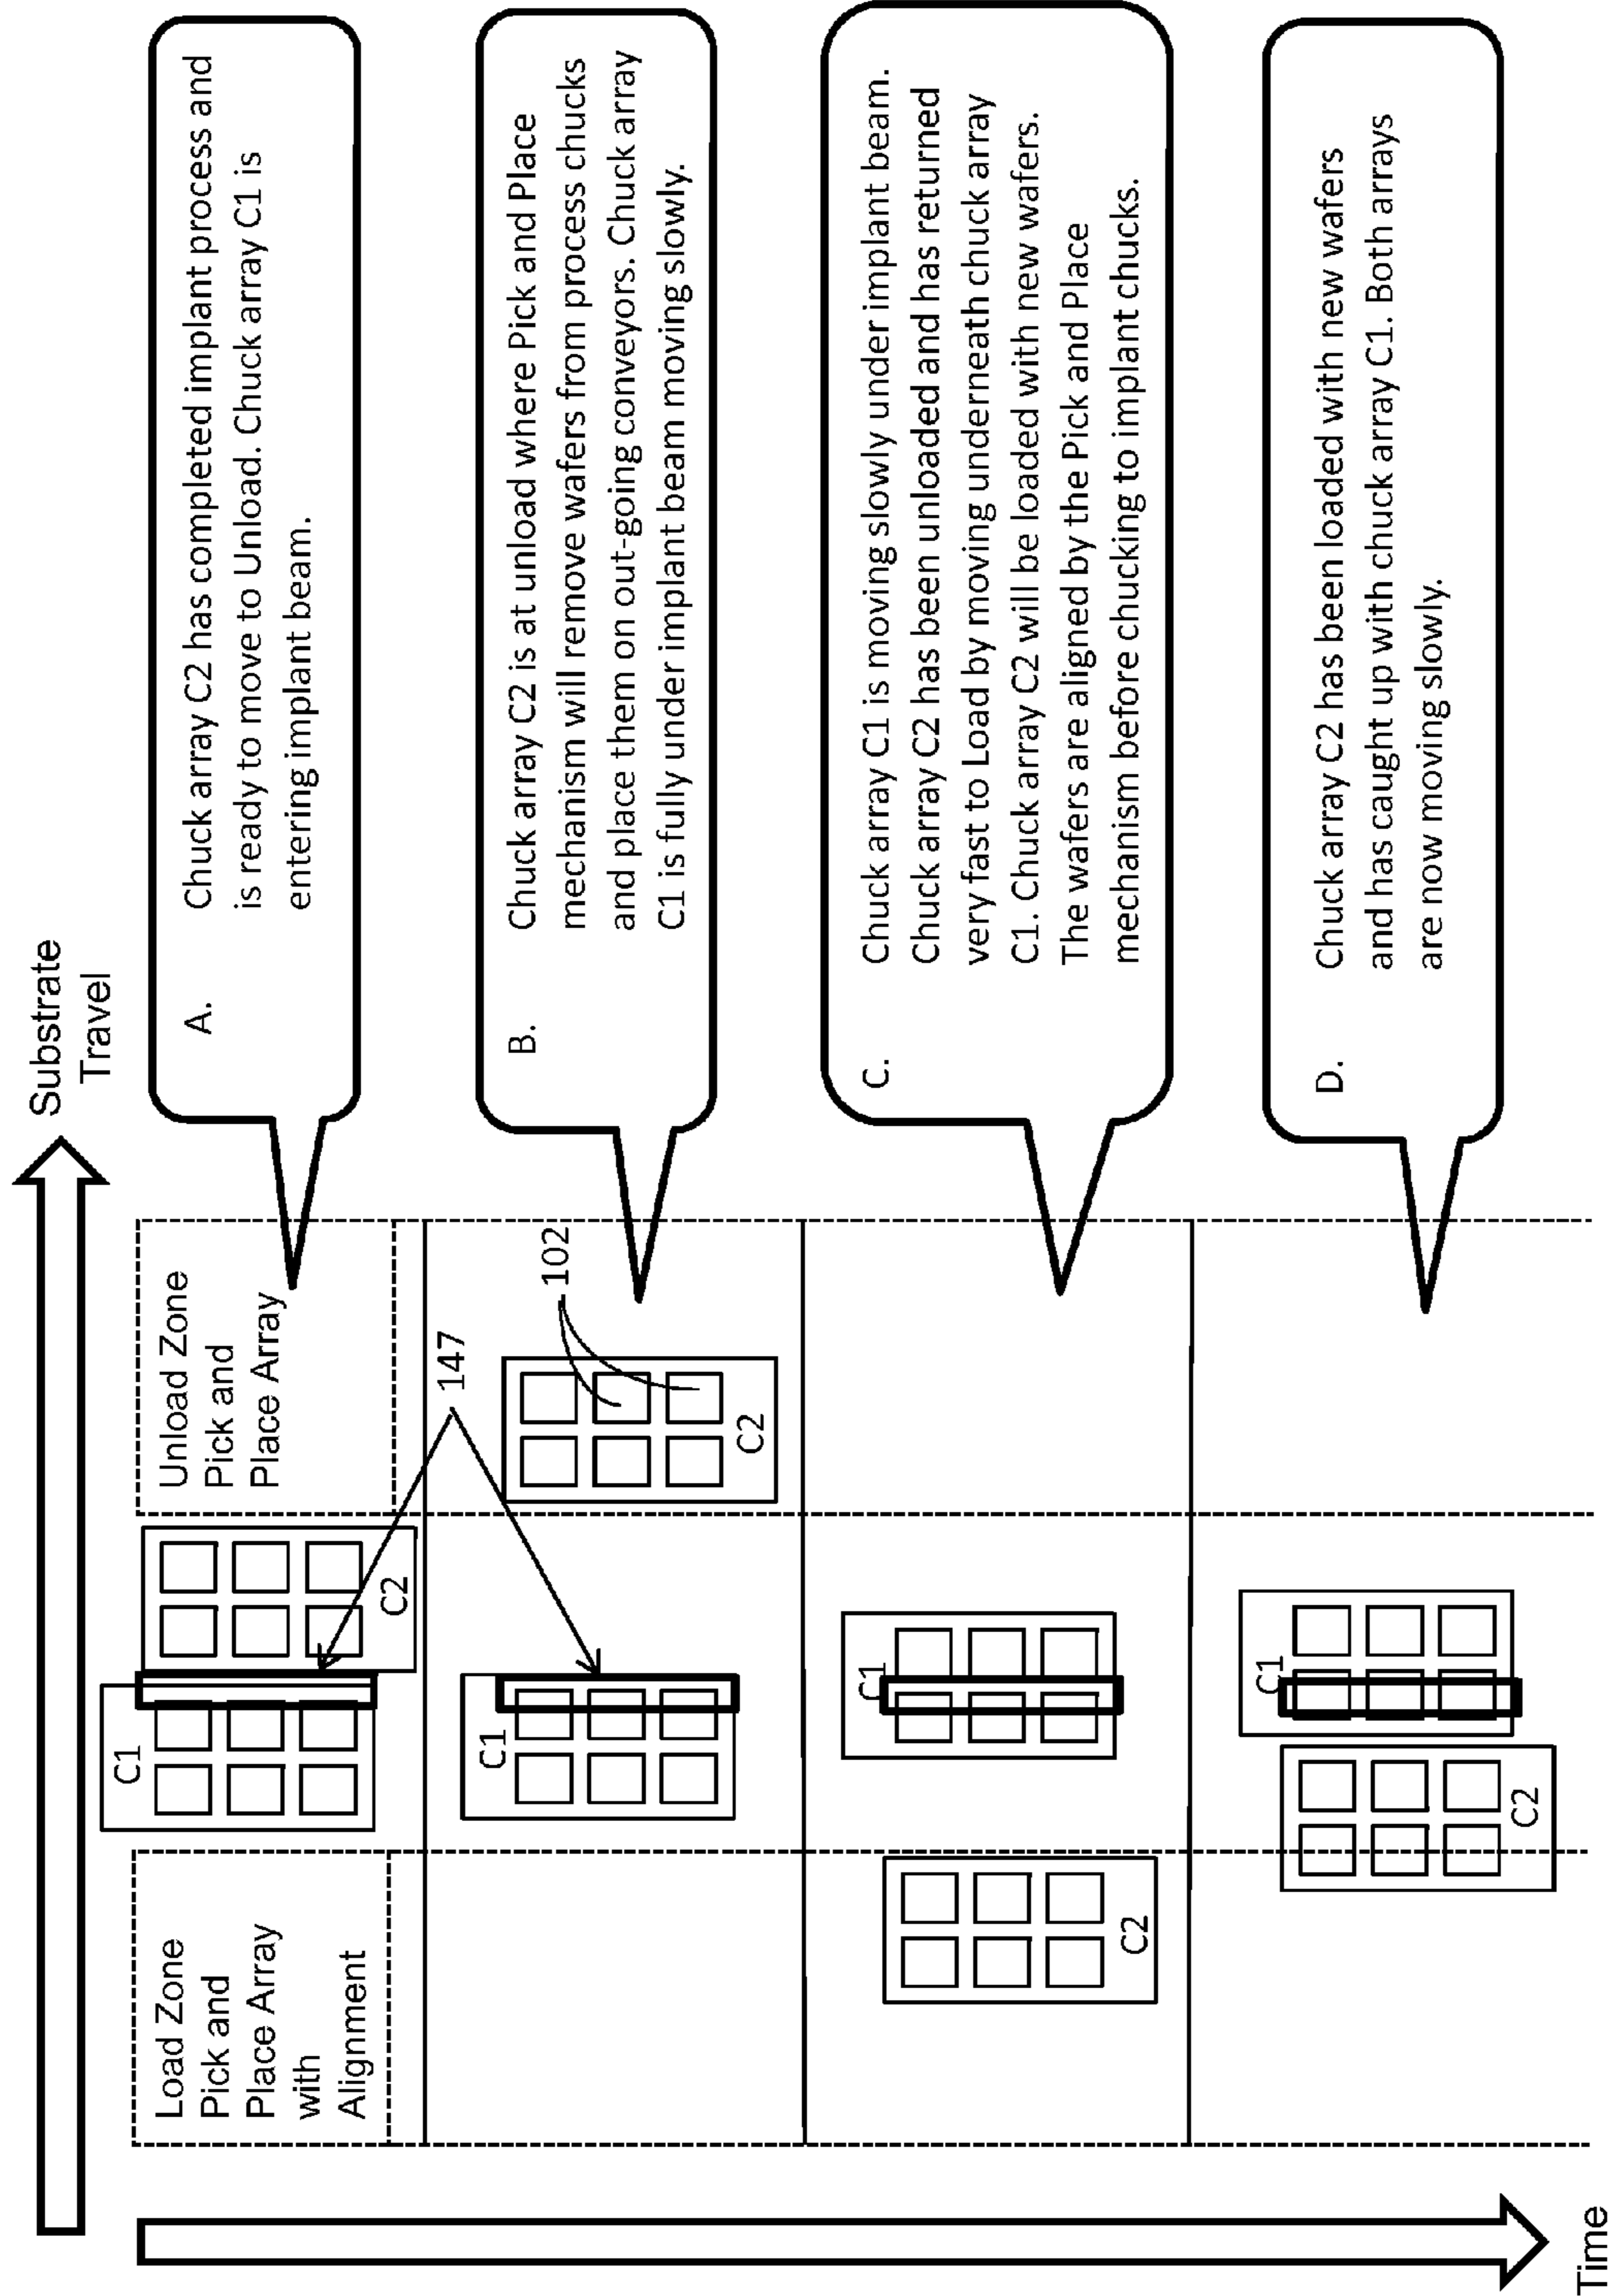 Substrate
Travel
Load Zone
Pick and
Place Array
with
Alignment
C1
C2
Unload Zone
Pick and
Place Array
A. Chuck array C2 has completed implant process and
is ready to move to Unload. Chuck array C1 is
entering implant beam.
147
C1
102
C2
B. Chuck array C2 is at unload where Pick and Place
mechanism will remove wafers from process chucks
and place them on out-going conveyors. Chuck array
C1 is fully under implant beam moving slowly.
C2
C1
C. Chuck array C1 is moving slowly under implant beam.
Chuck array C2 has been unloaded and has returned
very fast to Load by moving underneath chuck array
C1. Chuck array C2 will be loaded with new wafers.
The wafers are aligned by the Pick and Place
mechanism before chucking to implant chucks.
C2
C1
D. Chuck array C2 has been loaded with new wafers
and has caught up with chuck array C1. Both arrays
are now moving slowly.
Time